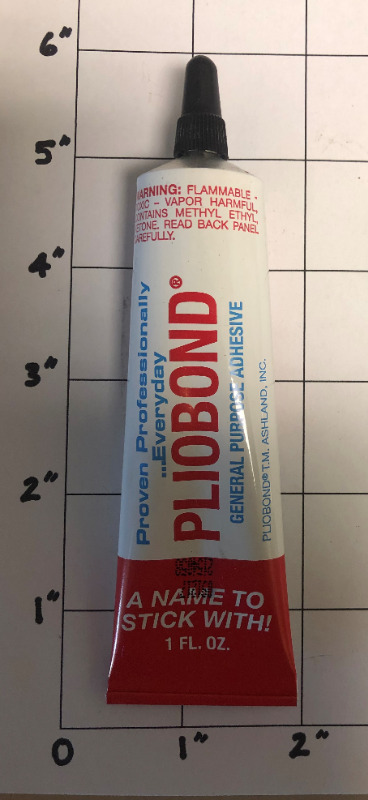 6"
5"
4"
3"
2"
1"
0
1"
2"
WARNING: FLAMMABLE -
TOXIC - VAPOR HARMFUL,
CONTAINS METHYL ETHYL,
KETONE. READ BACK PANEL
CAREFULLY.
Proven Professionally
...Everyday
PLIOBOND®
GENERAL PURPOSE ADHESIVE
PLIOBOND® T.M. ASHLAND, INC.
A NAME TO
STICK WITH!
1 FL. OZ.